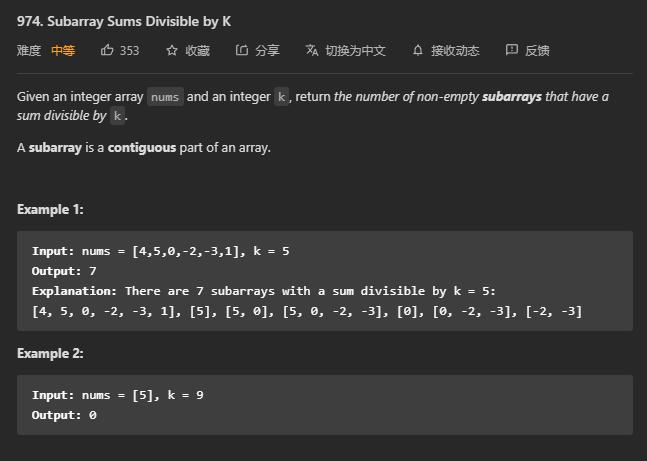 974. Subarray Sums Divisible by K
难度 中等 353 收藏 分享 切换为中文 接收动态 反馈
Given an integer array nums and an integer k, return the number of non-empty subarrays that have a
sum divisible by k.
A subarray is a contiguous part of an array.
Example 1:
Input: nums = [4,5,0,-2,-3,1], k = 5
Output: 7
Explanation: There are 7 subarrays with a sum divisible by k = 5:
[4, 5, 0, -2, -3, 1], [5], [5, 0], [5, 0, -2, -3], [0], [0, -2, -3], [-2, -3]
Example 2:
Input: nums = [5], k = 9
Output: 0